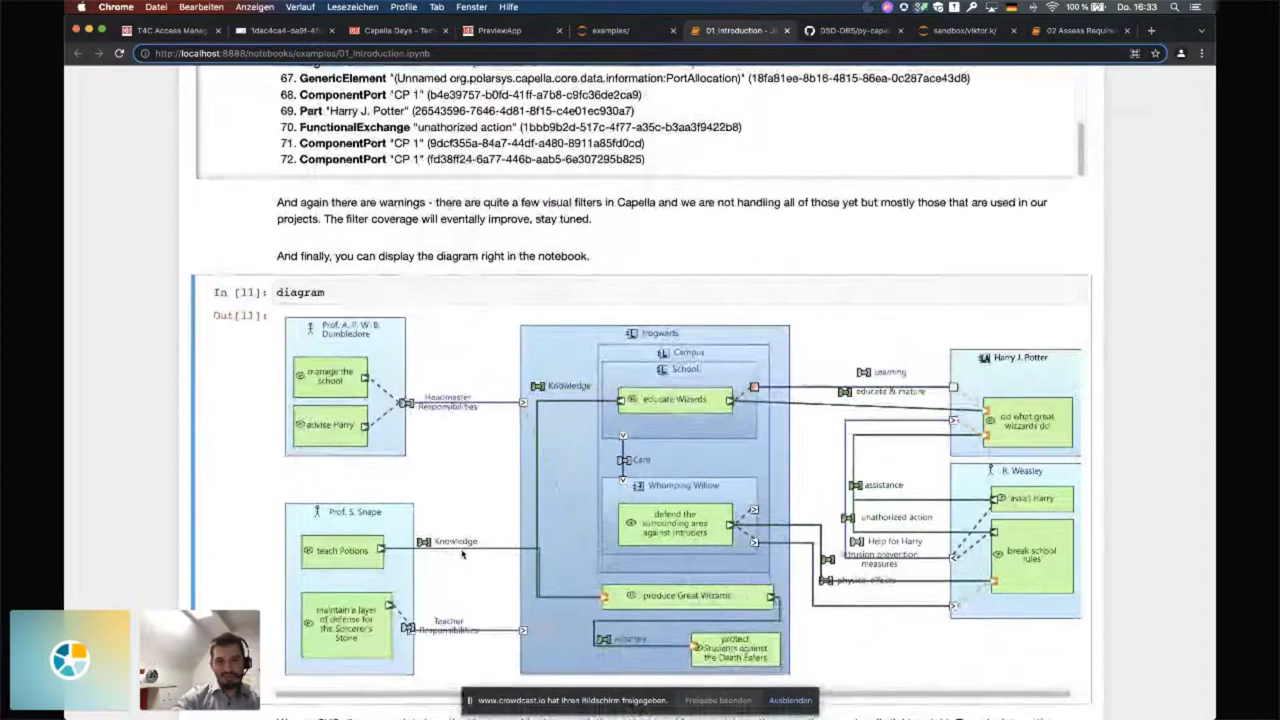 Chrome Datei Bearbeiten Anzeigen Verlauf Lesezeichen Profile Tab Fenster Hilfe 100 % Do. 16:33
T4C Access Manag 1dac4ca4-da9f-45 Capella Days - Tem PreviewApp examples/ 01_Introduction - J DSD-DBS/py-capel sandbox/viktor.k/ 02 Assess Require
http://localhost:8888/notebooks/examples/01_Introduction.ipynb
67. GenericElement "(Unnamed org.polarsys.capella.core.data.information:PortAllocation)" (18fa81ee-8b16-4815-86ea-0c287ace43d8)
68. ComponentPort "CP 1" (b4e39757-b0fd-41ff-a7b8-c9fc36de2ca9)
69. Part "Harry J. Potter" (26543596-7646-4d81-8f15-c4e01ec930a7)
70. FunctionalExchange "unathorized action" (1bbb9b2d-517c-4f77-a35c-b3aa3f9422b8)
71. ComponentPort "CP 1" (9dcf355a-84a7-44df-a480-8911a85fd0cd)
72. ComponentPort "CP 1" (fd38ff24-6a77-446b-aab5-6e307295b825)
And again there are warnings - there are quite a few visual filters in Capella and we are not handling all of those yet but mostly those that are used in our
projects. The filter coverage will eventally improve, stay tuned.
And finally, you can display the diagram right in the notebook.
In [11]: diagram
Out[11]:
Prof. A. P. W. B.
Dumbledore
manage the
school
advise Harry
Headmaster
Responsibilities
Prof. S. Snape
teach Potions
Knowledge
maintain a layer
of defense for
the Sorcerer's
Stone
Teacher
Responsibilities
Hogwarts
Campus
School
Knowledge
educate Wizards
Care
Whomping Willow
defend the
surrounding area
against Intruders
produce Great Wizards
protect
Students against
the Death Eaters
Learning
educate & mature
Harry J. Potter
do what great
wizzards do
R. Weasley
assistance
assist Harry
unathorized action
Help for Harry
break school
rules
intrusion prevention
measures
physical effects
www.crowdcast.io hat Ihren Bildschirm freigegeben. Freigabe beenden Ausblenden